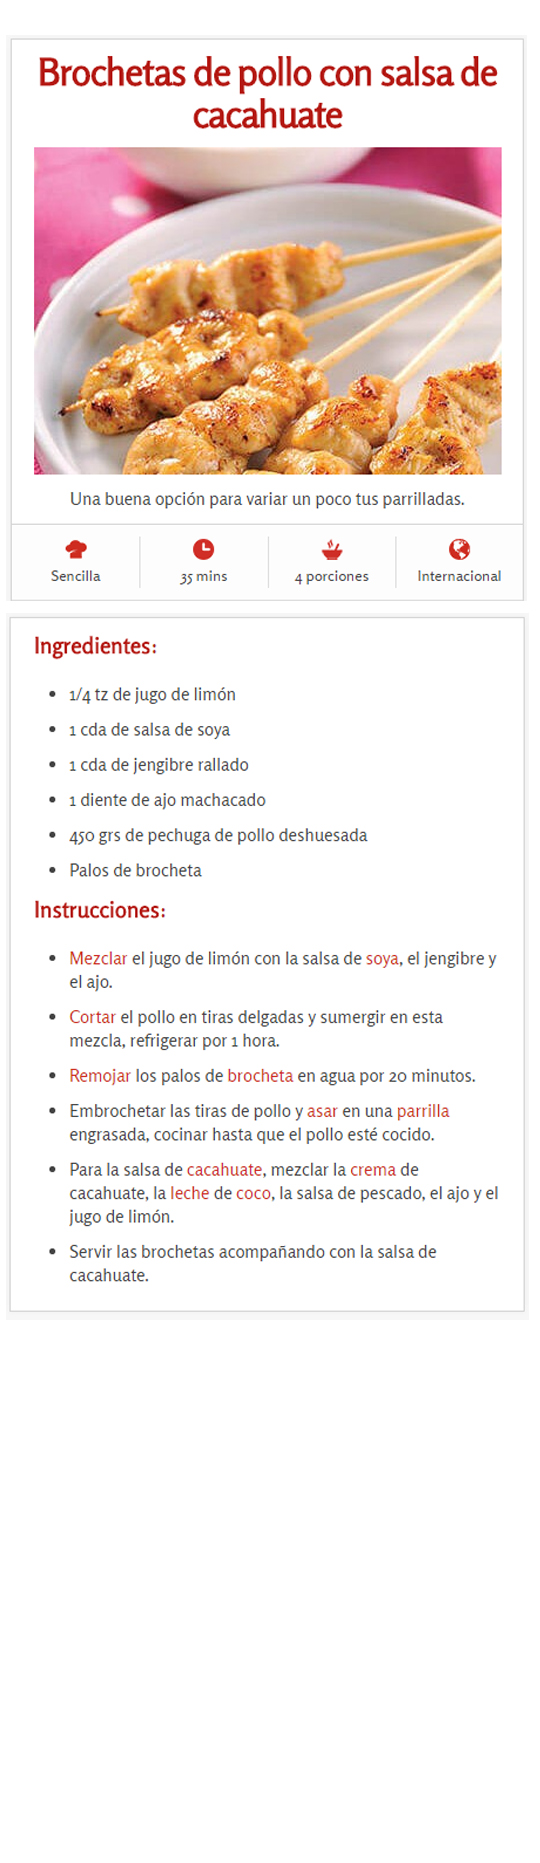 Brochetas de pollo con salsa de
cacahuate
Una buena opción para variar un poco tus parrilladas.
Sencilla
35 mins
4 porciones
Internacional
Ingredientes:
• 1/4 tz de jugo de limón
• 1 cda de salsa de soya
• 1 cda de jengibre rallado
• 1 diente de ajo machacado
• 450 grs de pechuga de pollo deshuesada
• Palos de brocheta
Instrucciones:
• Mezclar el jugo de limón con la salsa de soya, el jengibre y
el ajo.
• Cortar el pollo en tiras delgadas y sumergir en esta
mezcla, refrigerar por 1 hora.
• Remojar los palos de brocheta en agua por 20 minutos.
• Embrochetar las tiras de pollo y asar en una parrilla
engrasada, cocinar hasta que el pollo esté cocido.
• Para la salsa de cacahuate, mezclar la crema de
cacahuate, la leche de coco, la salsa de pescado, el ajo y el
jugo de limón.
• Servir las brochetas acompañando con la salsa de
cacahuate.